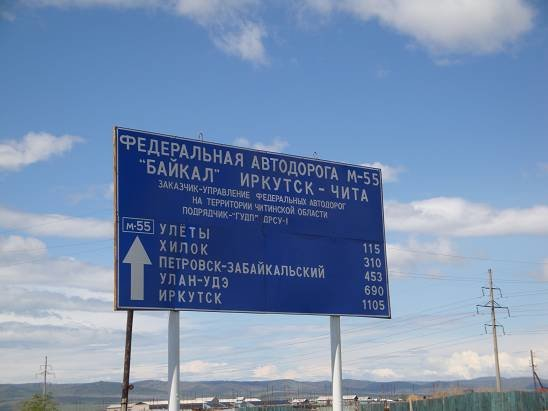 ФЕДЕРАЛЬНАЯ АВТОДОРОГА М-55
"БАЙКАЛ" ИРКУТСК - ЧИТА
ЗАКАЗЧИК-УПРАВЛЕНИЕ ФЕДЕРАЛЬНЫХ АВТОДОРОГ
НА ТЕРРИТОРИИ ЧИТИНСКОЙ ОБЛАСТИ
ПОДРЯДЧИК-"ГУДП" ДРСУ-1
М-55
УЛЁТЫ 115
ХИЛОК 310
ПЕТРОВСК-ЗАБАЙКАЛЬСКИЙ 453
УЛАН-УДЭ 690
ИРКУТСК 1105